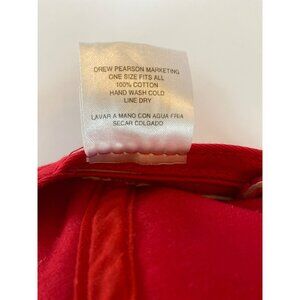 DREW PEARSON MARKETING
ONE SIZE FITS ALL
100% COTTON
HAND WASH COLD
LINE DRY
LAVAR A MANO CON AGUA FRIA
SECAR COLGADO